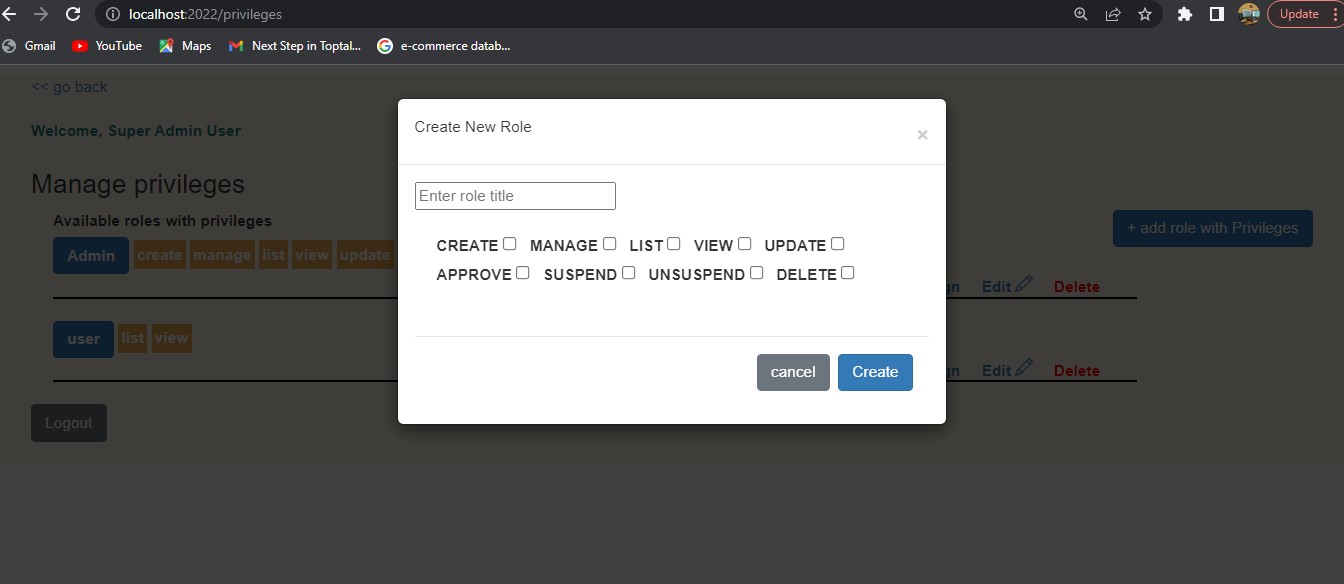 localhost:2022/privileges
Update
Gmail YouTube Maps Next Step in Toptal... e-commerce datab...
<< go back
Welcome, Super Admin User
Manage privileges
Available roles with privileges
+ add role with Privileges
Admin create manage list view update
Edit Delete
user list view
Edit Delete
Logout
Create New Role
×
Enter role title
CREATE MANAGE LIST VIEW UPDATE
APPROVE SUSPEND UNSUSPEND DELETE
cancel Create